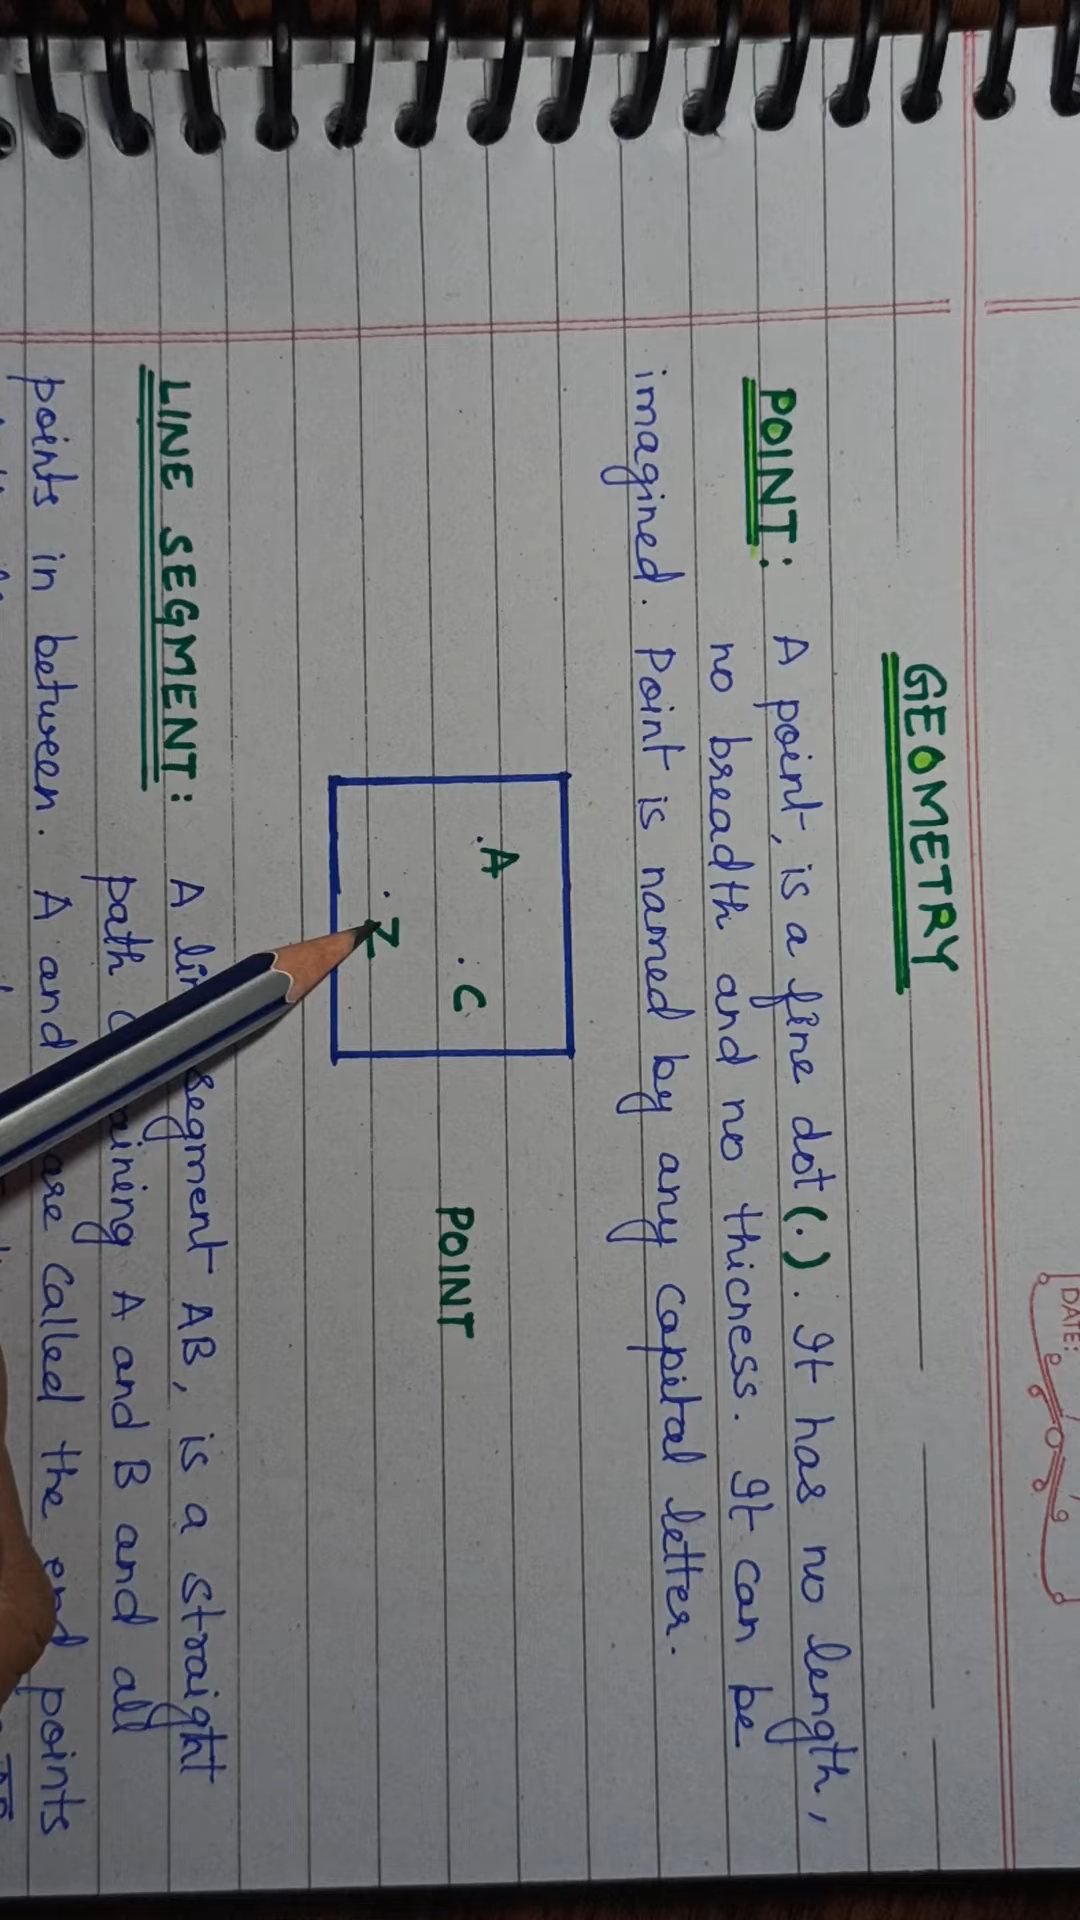 DATE:
GEOMETRY
POINT: A point, is a fine dot (.). It has no length,
no breadth and no thicness. It can be
imagined. Point is named by any capital letter.
.A
.C
.Z
POINT
LINE SEGMENT: A segment AB, is a straight
path A and B and all
points in between. A and are called the end points